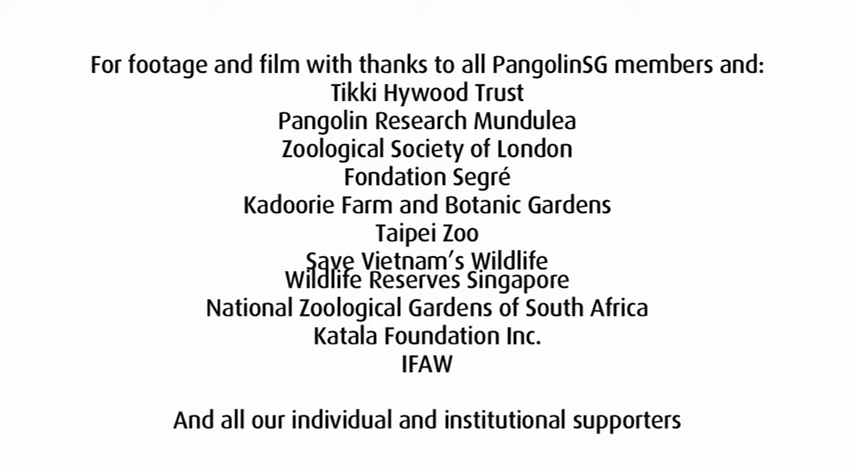 For footage and film with thanks to all PangolinSG members and:
Tikki Hywood Trust
Pangolin Research Mundulea
Zoological Society of London
Fondation Segré
Kadoorie Farm and Botanic Gardens
Taipei Zoo
Save Vietnam's Wildlife
Wildlife Reserves Singapore
National Zoological Gardens of South Africa
Katala Foundation Inc.
IFAW
And all our individual and institutional supporters